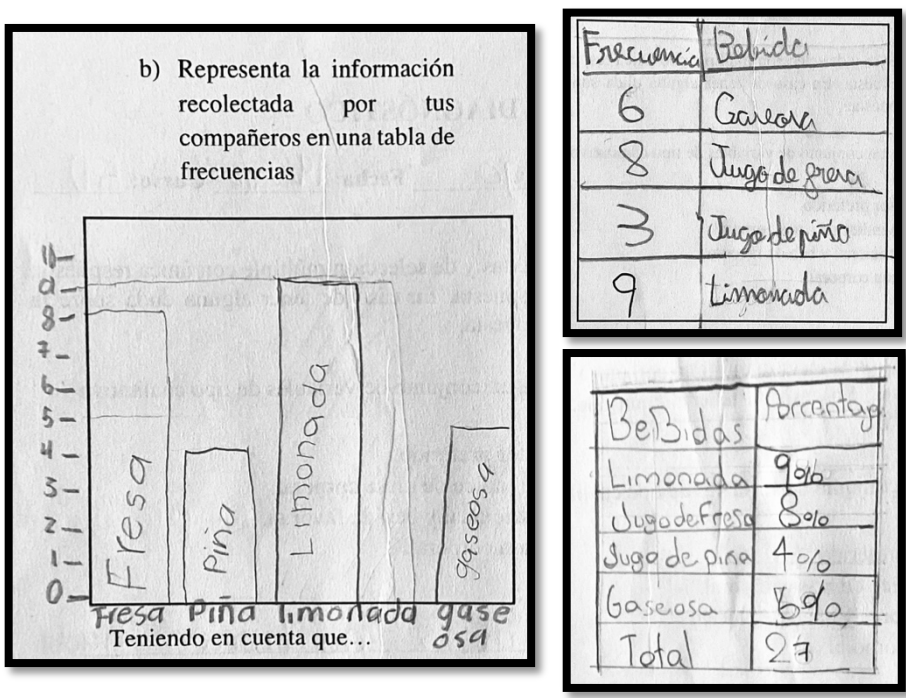 b) Representa la información
recolectada por tus
compañeros en una tabla de
frecuencias
10
9
8
7
6
5
4
3
2
1
0
Fresa
Piña
Limonada
gaseosa
Fresa Piña limonada gase
osa
Teniendo en cuenta que...
Frecuencia Bebida
6 Gaseosa
8 Jugo de fresa
3 Jugo de piña
9 Limonada
BeBidas Porcentage
Limonada 9%
Jugo de fresa 8%
Jugo de piña 4%
Gaseosa 6%
Total 27